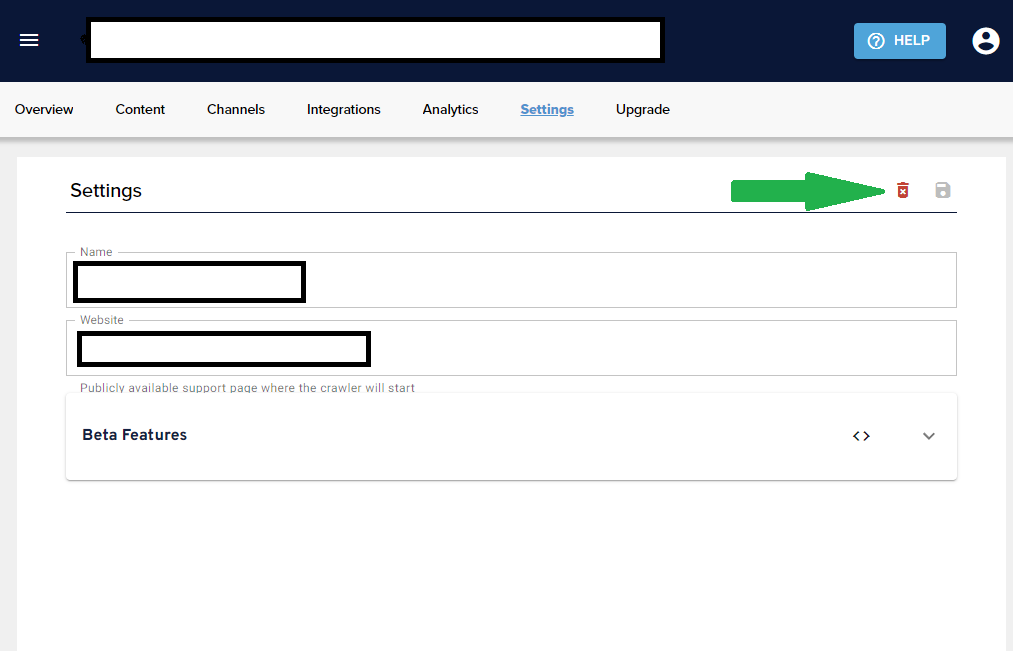 HELP
Overview Content Channels Integrations Analytics Settings Upgrade
Settings
Name
Website
Publicly available support page where the crawler will start
Beta Features